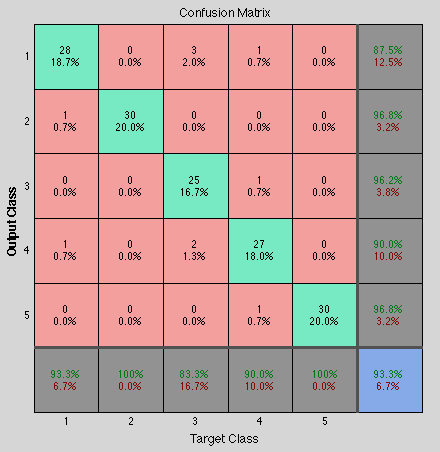 Confusion Matrix
1
28 0 3 1 0 87.5%
18.7% 0.0% 2.0% 0.7% 0.0% 12.5%
2
1 30 0 0 0 96.8%
0.7% 20.0% 0.0% 0.0% 0.0% 3.2%
3
0 0 25 1 0 96.2%
0.0% 0.0% 16.7% 0.7% 0.0% 3.8%
4
1 0 2 27 0 90.0%
0.7% 0.0% 1.3% 18.0% 0.0% 10.0%
5
0 0 0 1 30 96.8%
0.0% 0.0% 0.0% 0.7% 20.0% 3.2%
93.3% 100% 83.3% 90.0% 100% 93.3%
6.7% 0.0% 16.7% 10.0% 0.0% 6.7%
1 2 3 4 5
Target Class
Output Class